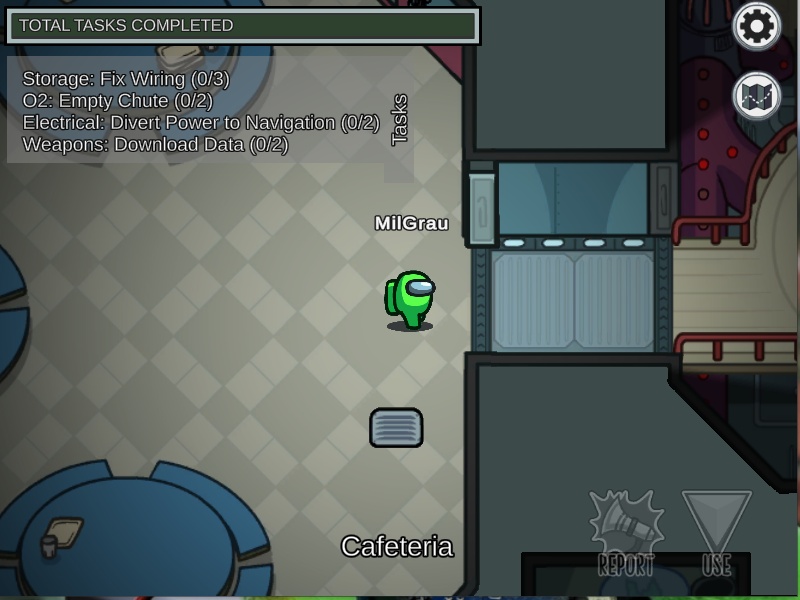 TOTAL TASKS COMPLETED
Storage: Fix Wiring (0/3)
O2: Empty Chute (0/2)
Electrical: Divert Power to Navigation (0/2)
Weapons: Download Data (0/2)
Tasks
MilGrau
Cafeteria
REPORT
USE